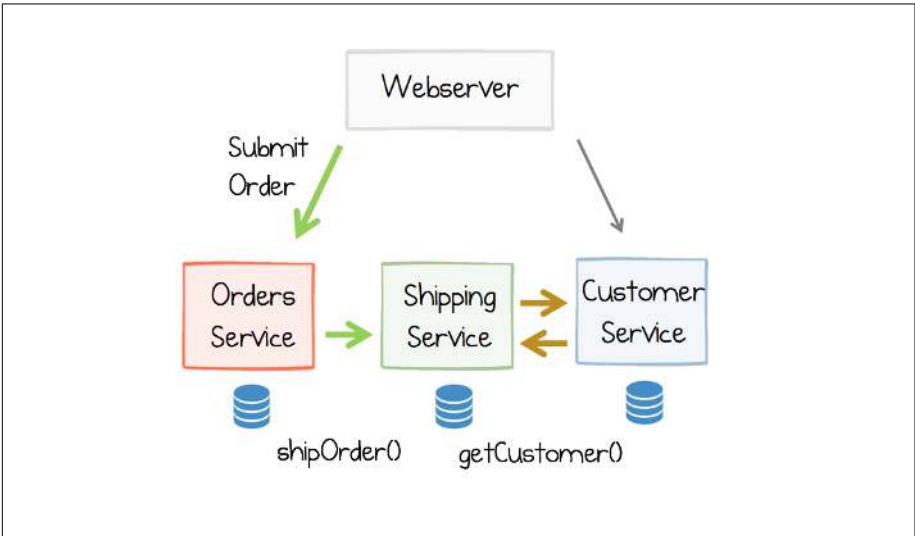 Webserver
Submit
Order
Orders
Service
Shipping
Service
Customer
Service
shipOrder()
getCustomer()